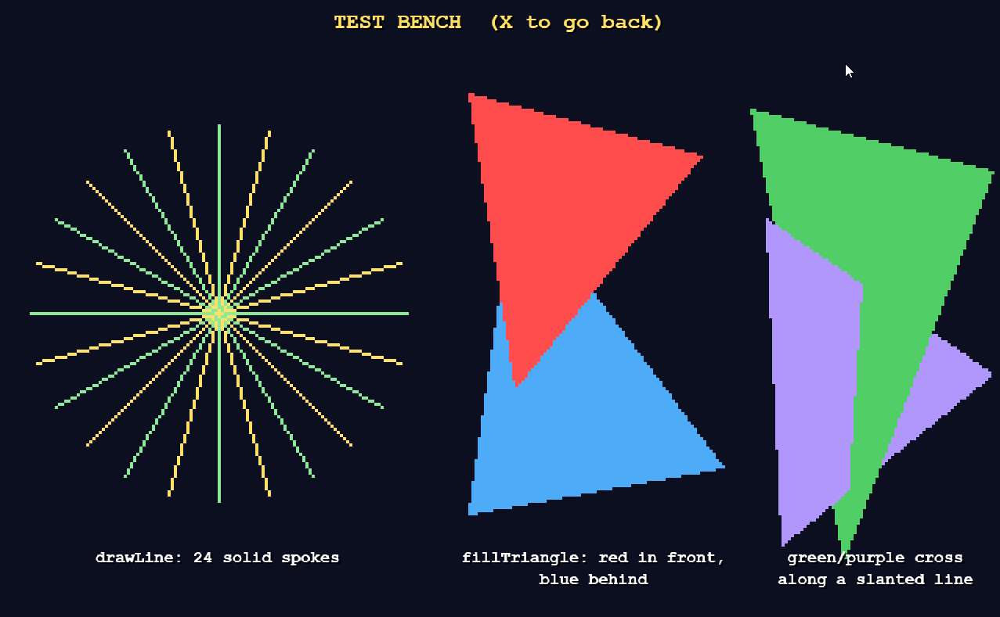 TEST BENCH  (X to go back)
drawLine: 24 solid spokes
fillTriangle: red in front,
blue behind
green/purple cross
along a slanted line